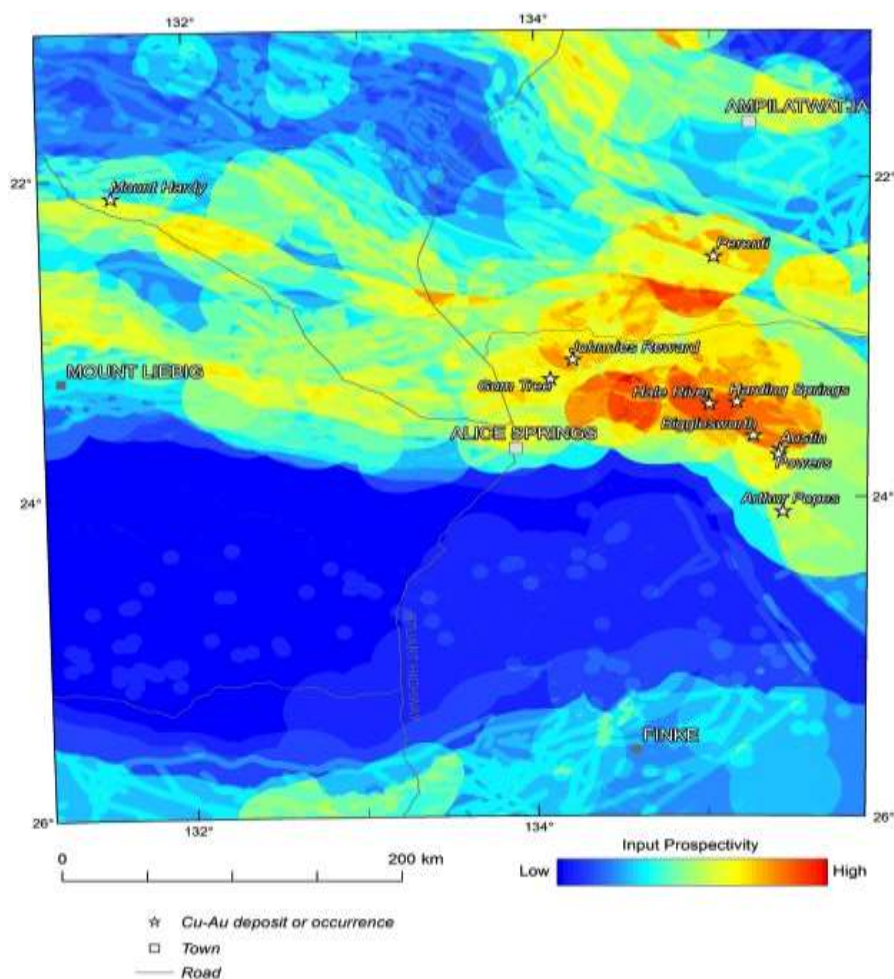 132°
134°
AMPILATWATJA
22°
22°
Mount Hardy
Perenti
Johnnies Reward
Gum Tree
MOUNT LIEBIG
Hale River
Harding Springs
Bigglesworth
ALICE SPRINGS
Austin
Powers
24°
24°
Arthur Popes
STUART HIGHWAY
FINKE
26°
26°
132°
134°
0
200 km
Input Prospectivity
Low
High
Cu-Au deposit or occurrence
Town
Road